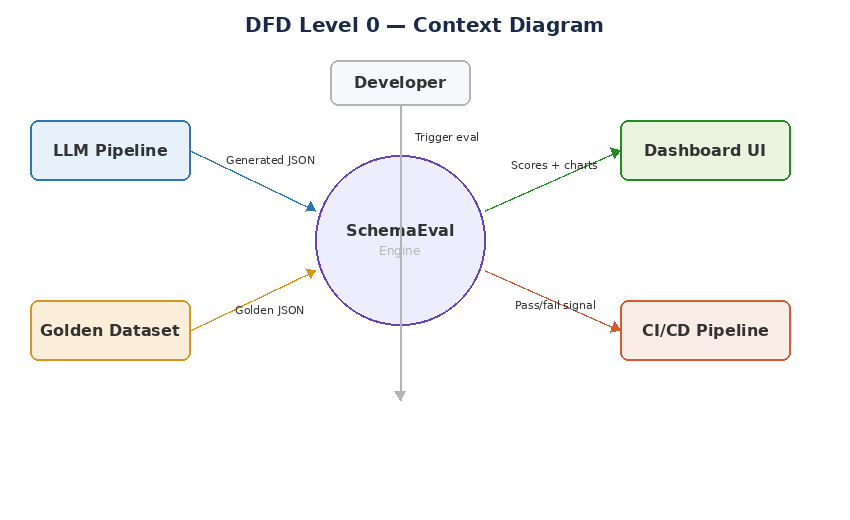 DFD Level 0 — Context Diagram
Developer
Trigger eval
LLM Pipeline
Generated JSON
Scores + charts
Dashboard UI
SchemaEval
Engine
Golden Dataset
Golden JSON
Pass/fail signal
CI/CD Pipeline